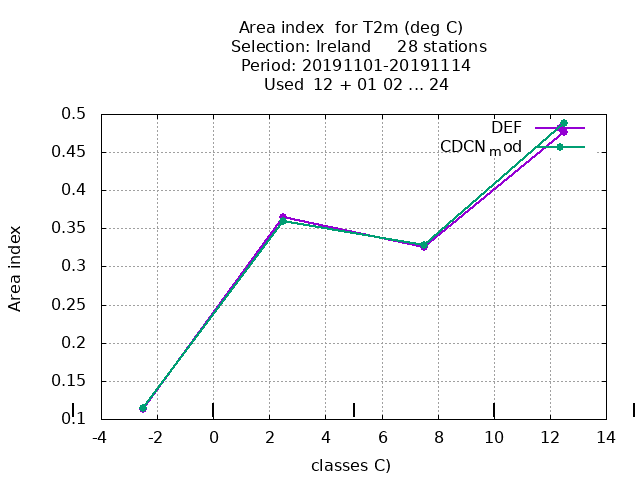 Area index  for T2m (deg C)
Selection: Ireland     28 stations
Period: 20191101-20191114
Used  12 + 01 02 ... 24
DEF
CDCNmod
0.5
0.45
0.4
0.35
0.3
0.25
0.2
0.15
0.1
Area index
-4 -2 0 2 4 6 8 10 12 14
classes C)